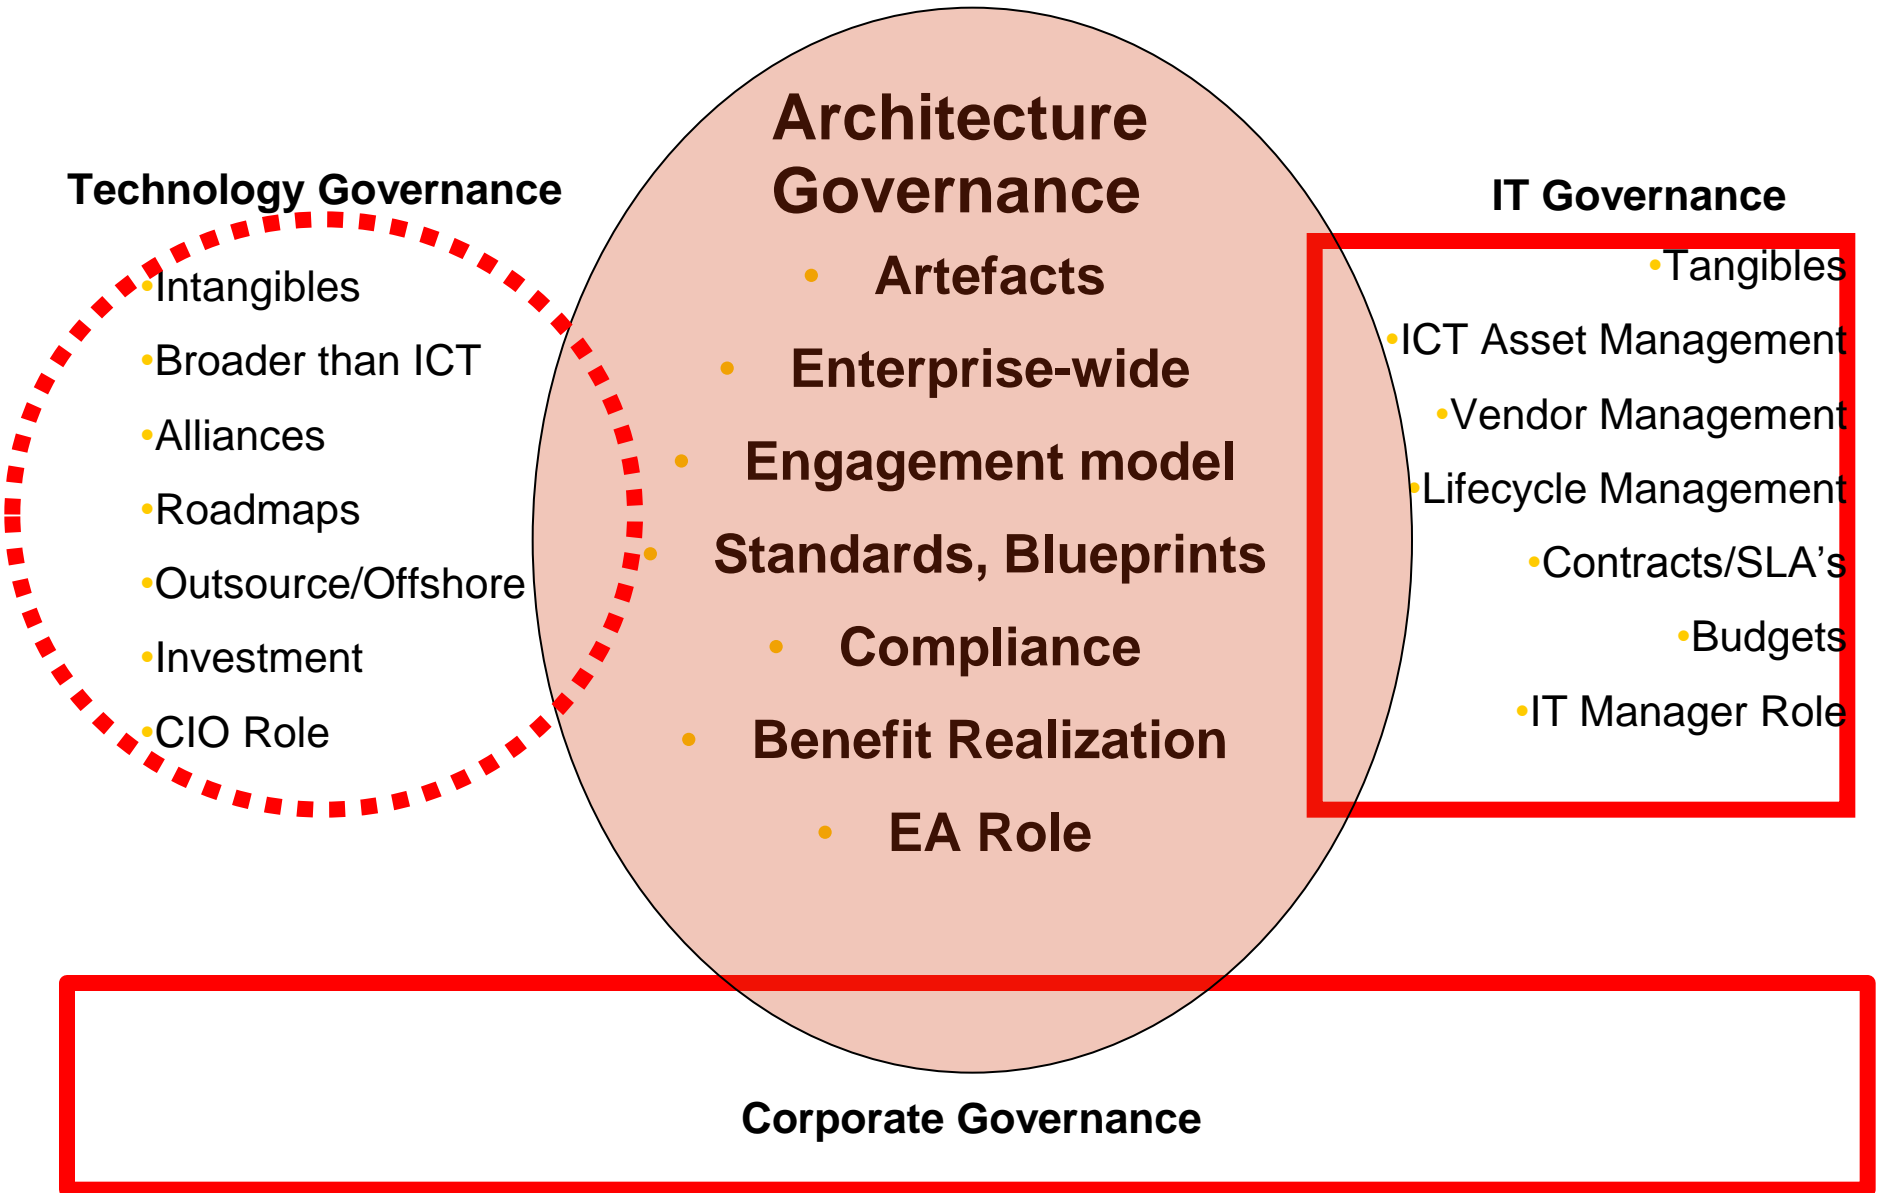 Technology Governance
•Intangibles
•Broader than ICT
•Alliances
•Roadmaps
•Outsource/Offshore
•Investment
•CIO Role
Architecture
Governance
• Artefacts
• Enterprise-wide
• Engagement model
• Standards, Blueprints
• Compliance
• Benefit Realization
• EA Role
IT Governance
•Tangibles
•ICT Asset Management
•Vendor Management
•Lifecycle Management
•Contracts/SLA’s
•Budgets
•IT Manager Role
Corporate Governance